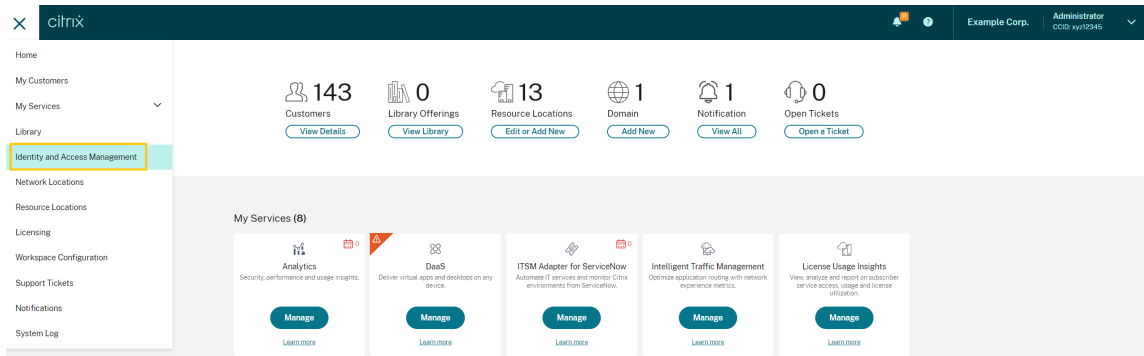 citrix
11
?
Example Corp.
Administrator
CCID: xyz12345
Home
My Customers
My Services
Library
Identity and Access Management
Network Locations
Resource Locations
Licensing
Workspace Configuration
Support Tickets
Notifications
System Log
143
Customers
View Details
0
Library Offerings
View Library
13
Resource Locations
Edit or Add New
1
Domain
Add New
1
Notification
View All
0
Open Tickets
Open a Ticket
My Services (8)
0
Analytics
Security, performance and usage insights.
Manage
Learn more
DaaS
Deliver virtual apps and desktops on any
device.
Manage
Learn more
0
ITSM Adapter for ServiceNow
Automate IT services and monitor Citrix
environments from ServiceNow.
Manage
Learn more
Intelligent Traffic Management
Optimize application routing with network
experience metrics.
Manage
Learn more
License Usage Insights
View, analyze and report on subscriber
service access, usage and license
utilization.
Manage
Learn more